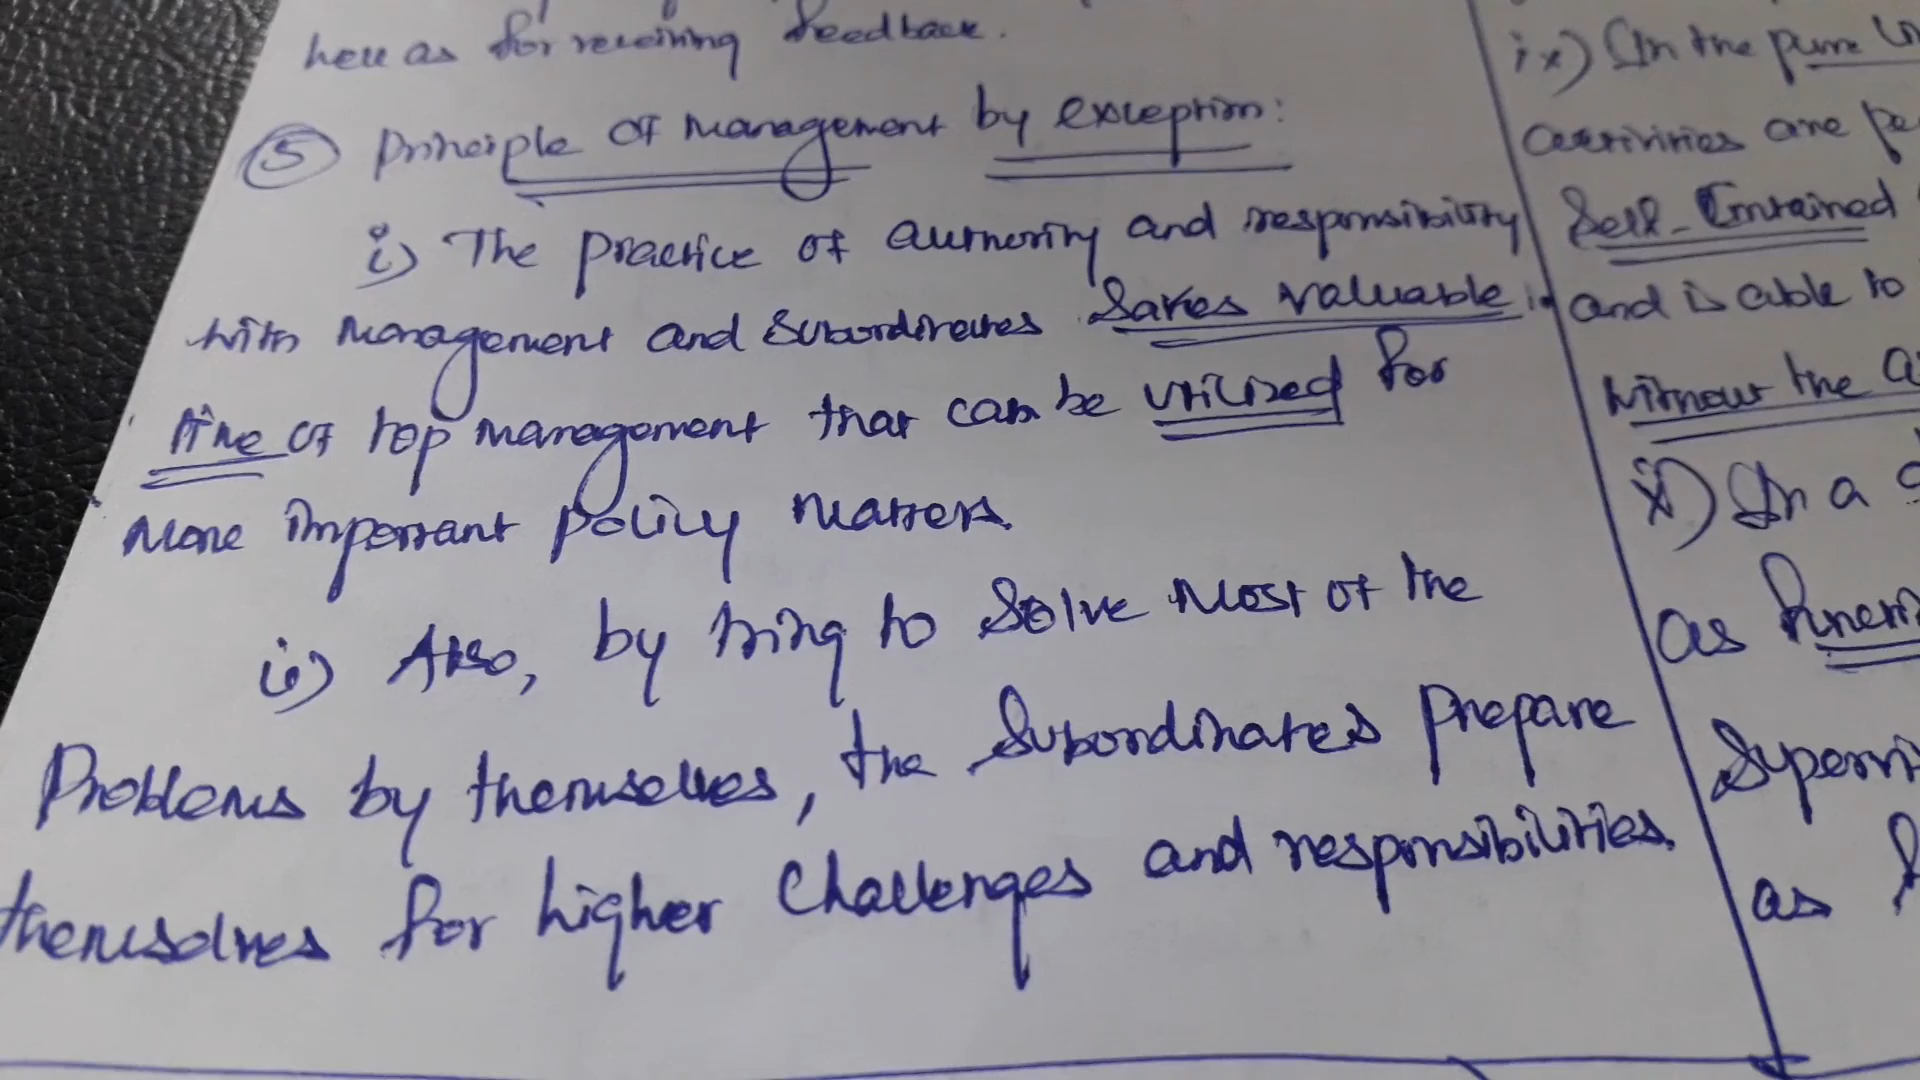 here as for receiving feedback.
⑤ Principle of Management by exception:
i) The practice of authority and responsibility
with Management and Subordinates Saves valuable
time of top management that can be utilized for
More important policy matters.
ii) Also, by tring to Solve Most of the
Problems by themselves, the Subordinates prepare
themselves for higher Challenges and responsibilities.
ix) In the pure
activities are
Self-Contained
and is able to
without the
x) In a
as
as